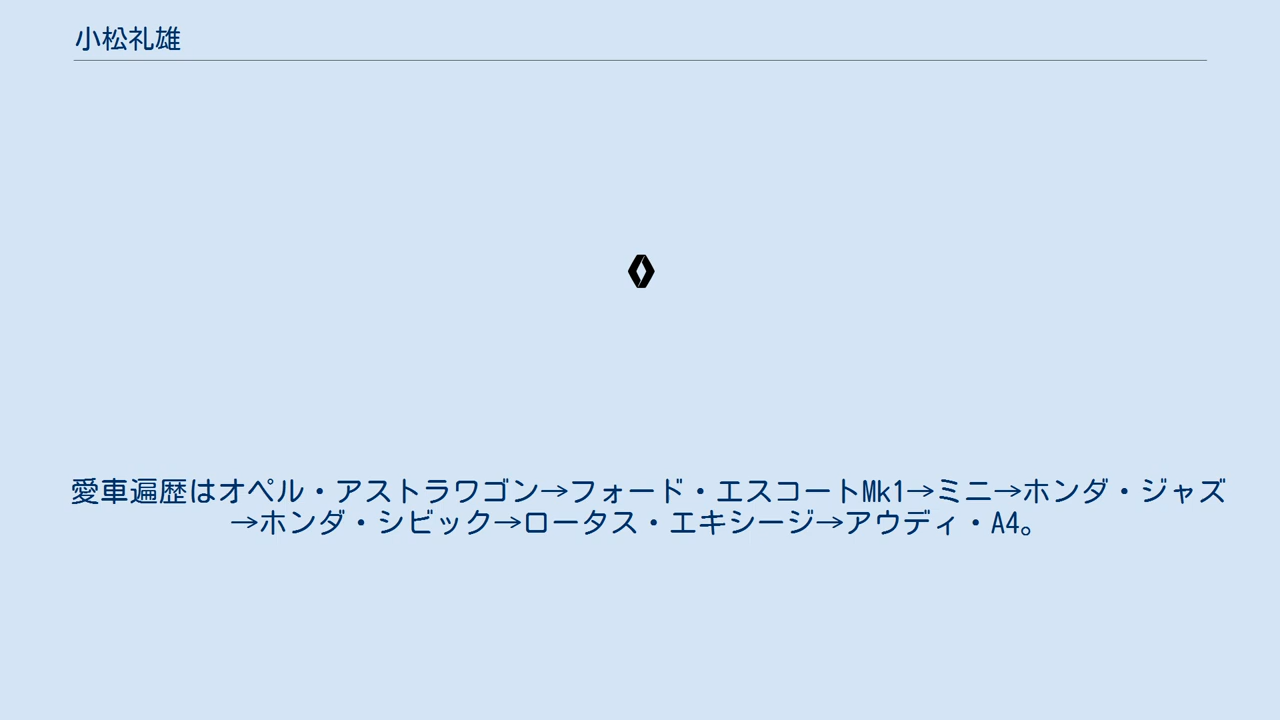 小松礼雄
愛車遍歴はオペル・アストラワゴン→フォード・エスコートMk1→ミニ→ホンダ・ジャズ
→ホンダ・シビック→ロータス・エキシージ→アウディ・A4。